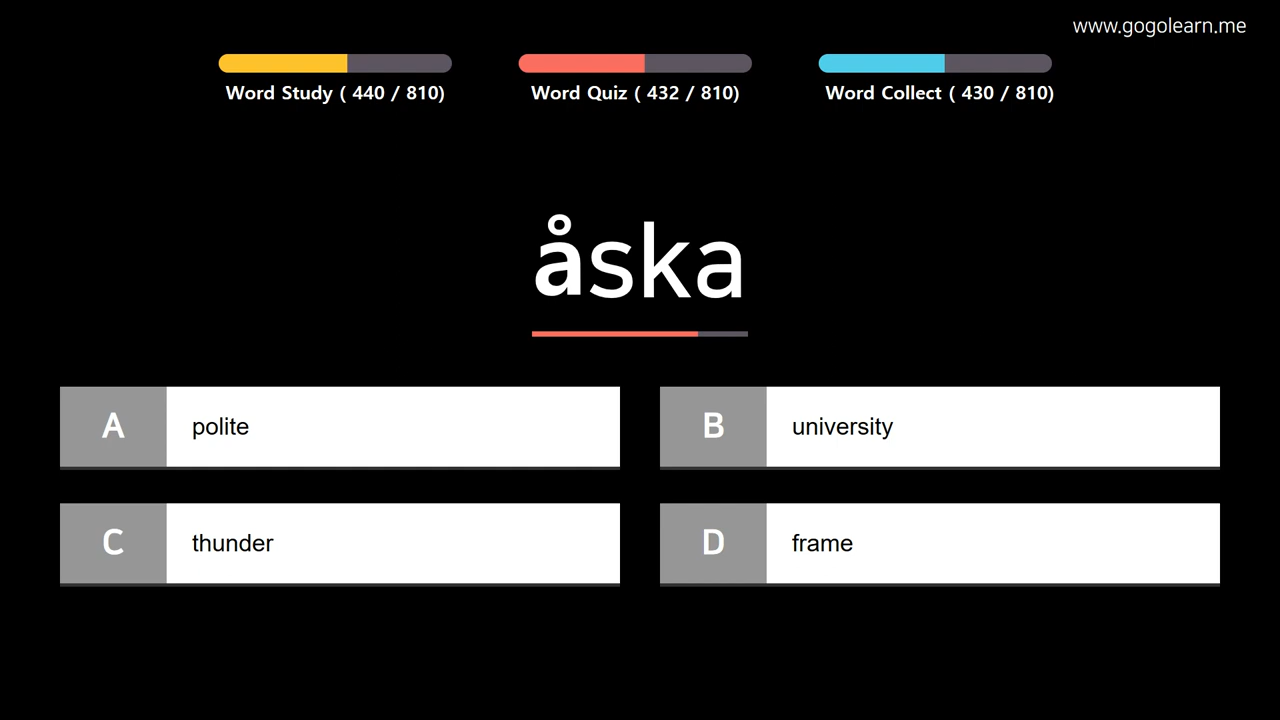 www.gogolearn.me
Word Study ( 440 / 810)
Word Quiz ( 432 / 810)
Word Collect ( 430 / 810)
åska
A polite
B university
C thunder
D frame